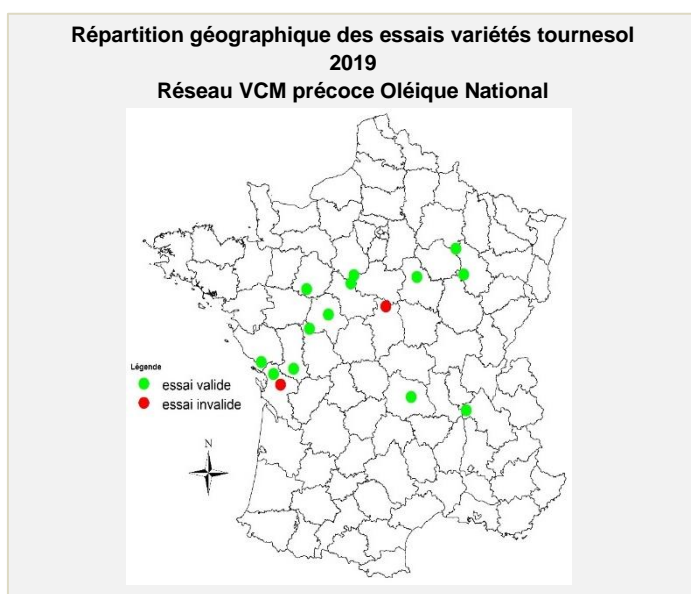 Répartition géographique des essais variétés tournesol
2019
Réseau VCM précoce Oléique National
Légende
essai valide
essai invalide
N